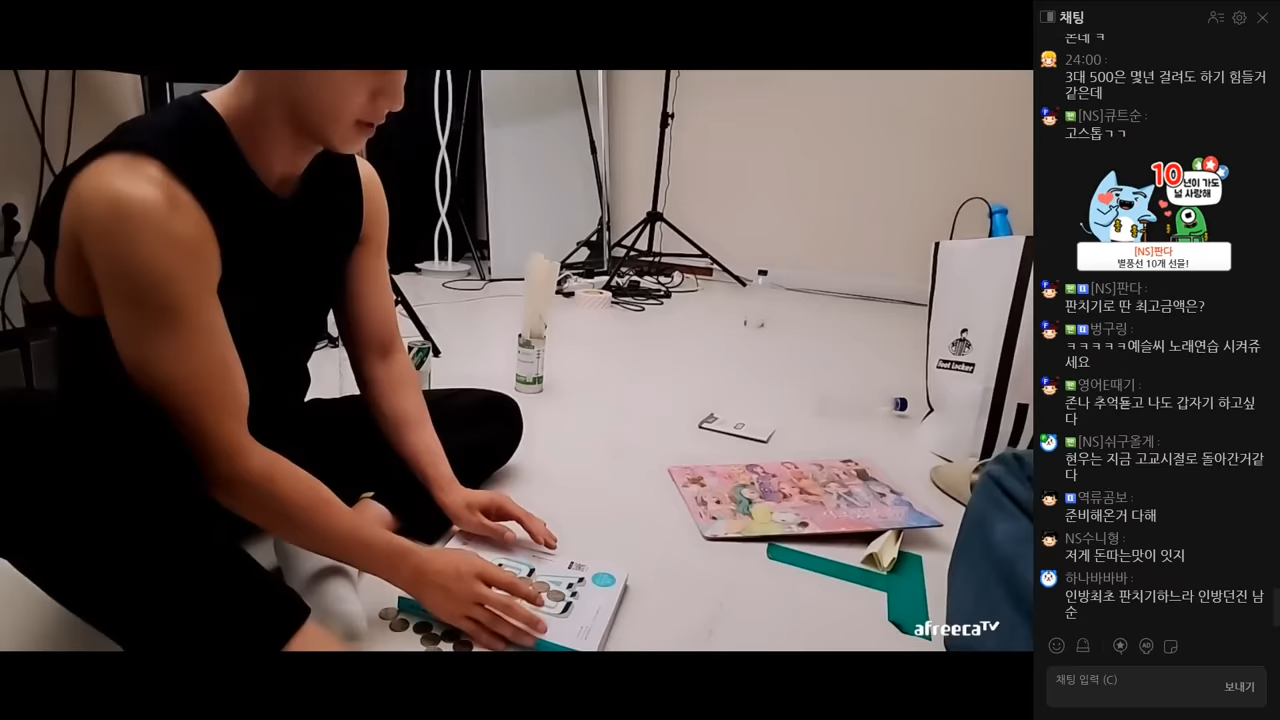 채팅
본데 ㅋ
24:00 :
3대 500은 몇년 걸려도 하기 힘들거
같은데
[NS]큐트순 :
고스톱ㄱㄱ
10년이 가도
널 사랑해
[NS]판다
별풍선 10개 선물!
[NS]판다 :
판치기로 딴 최고금액은?
벙구링 :
ㅋㅋㅋㅋㅋ예슬씨 노래연습 시켜쥬
세요
영어E때기 :
존나 추억돋고 나도 갑자기 하고싶
다
[NS]쉬구올게 :
현우는 지금 고교시절로 돌아간거같
다
역류곰보 :
준비해온거 다해
NS수니형 :
저게 돈따는맛이 잇지
하나바바바 :
인방최초 판치기하느라 인방던진 남
순
채팅 입력 (C)
보내기
Foot Locker
afreecaTV